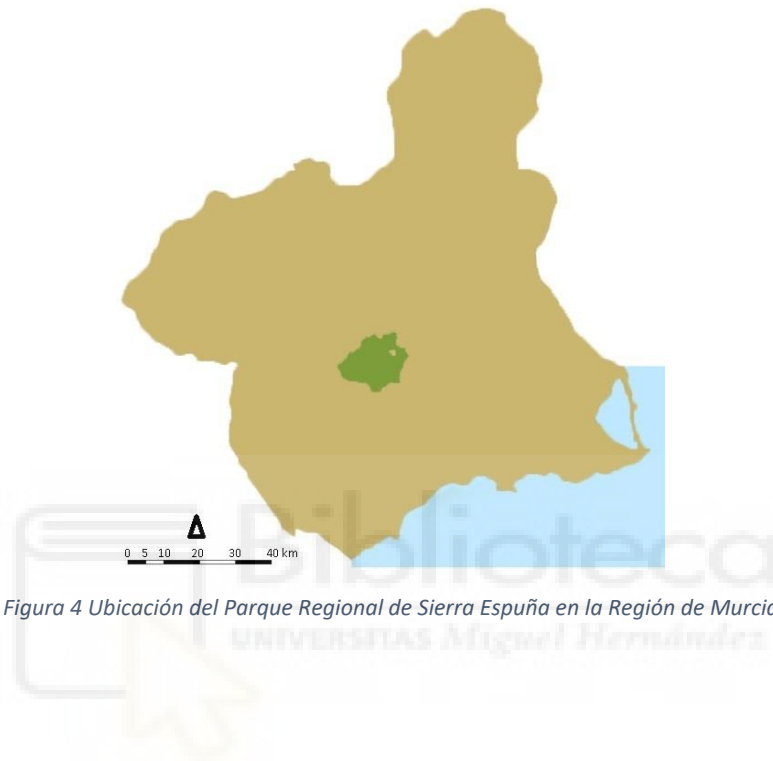 0 5 10 20 30 40 km
Biblioteca
Figura 4 Ubicación del Parque Regional de Sierra Espuña en la Región de Murcia
UNIVERSITAS Miguel Hernández